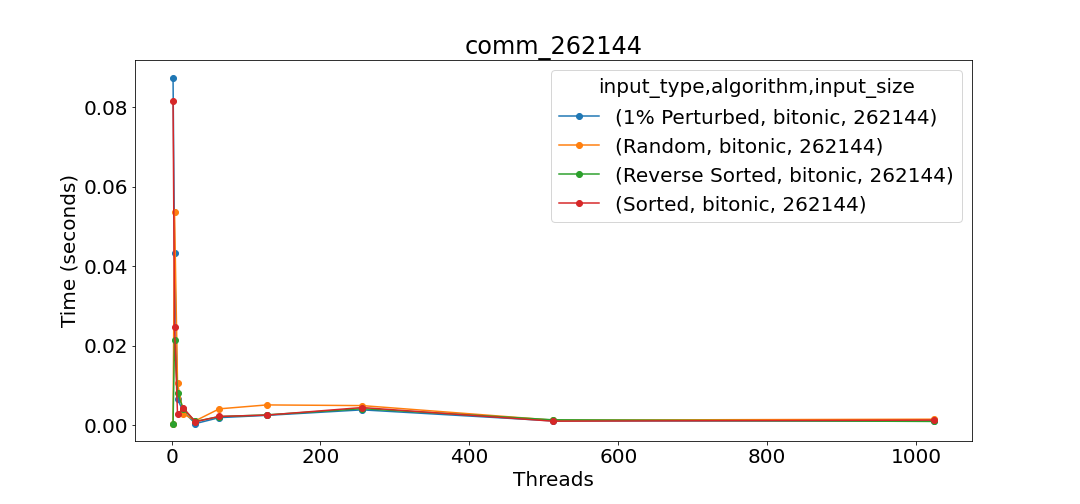 comm_262144
input_type,algorithm,input_size
(1% Perturbed, bitonic, 262144)
(Random, bitonic, 262144)
(Reverse Sorted, bitonic, 262144)
(Sorted, bitonic, 262144)
Time (seconds)
0.08
0.06
0.04
0.02
0.00
0 200 400 600 800 1000
Threads